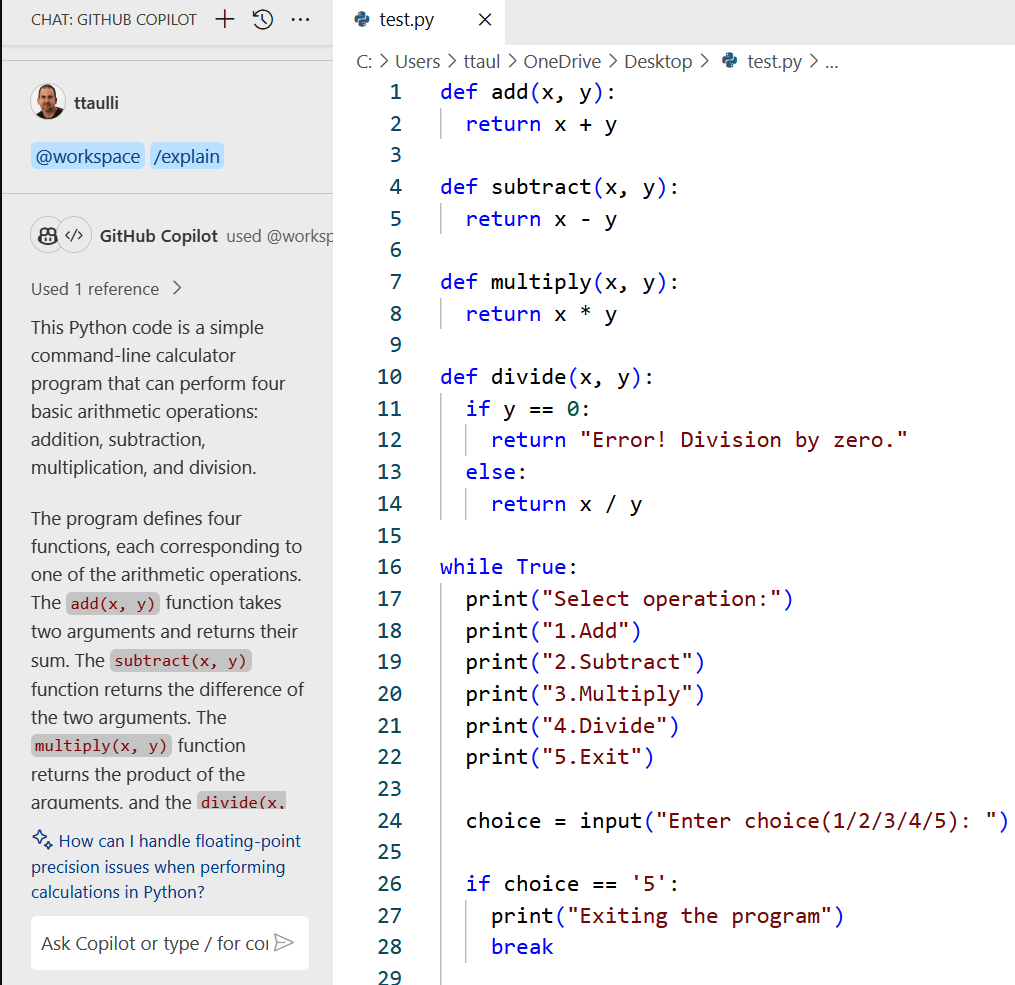 CHAT: GITHUB COPILOT
ttaulli
@workspace /explain
GitHub Copilot used @worksp
Used 1 reference
This Python code is a simple
command-line calculator
program that can perform four
basic arithmetic operations:
addition, subtraction,
multiplication, and division.
The program defines four
functions, each corresponding to
one of the arithmetic operations.
The add(x, y) function takes
two arguments and returns their
sum. The subtract(x, y)
function returns the difference of
the two arguments. The
multiply(x, y) function
returns the product of the
arguments, and the divide(x,
How can I handle floating-point
precision issues when performing
calculations in Python?
Ask Copilot or type / for co
test.py
C: > Users > ttaul > OneDrive > Desktop > test.py > ...
1 def add(x, y):
2   return x + y
3
4 def subtract(x, y):
5   return x - y
6
7 def multiply(x, y):
8   return x * y
9
10 def divide(x, y):
11   if y == 0:
12     return "Error! Division by zero."
13   else:
14     return x / y
15
16 while True:
17   print("Select operation:")
18   print("1.Add")
19   print("2.Subtract")
20   print("3.Multiply")
21   print("4.Divide")
22   print("5.Exit")
23
24   choice = input("Enter choice(1/2/3/4/5): ")
25
26   if choice == '5':
27     print("Exiting the program")
28     break
29